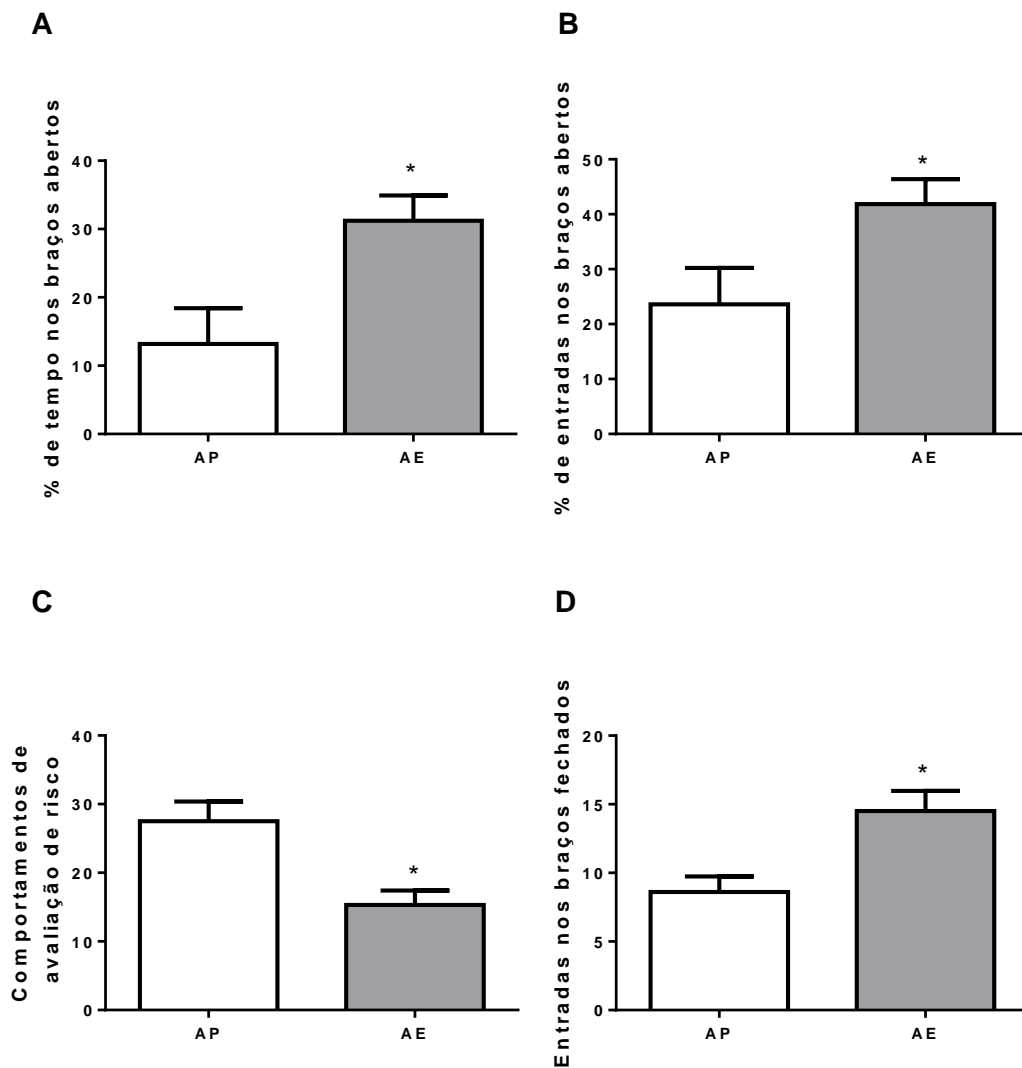 A
% de tempo nos braços abertos
40
*
30
20
10
0
AP
AE
B
% de entradas nos braços abertos
50
*
40
30
20
10
0
AP
AE
C
Comportamentos de
avaliação de risco
40
30
20
*
10
0
AP
AE
D
Entradas nos braços fechados
20
*
15
10
5
0
AP
AE